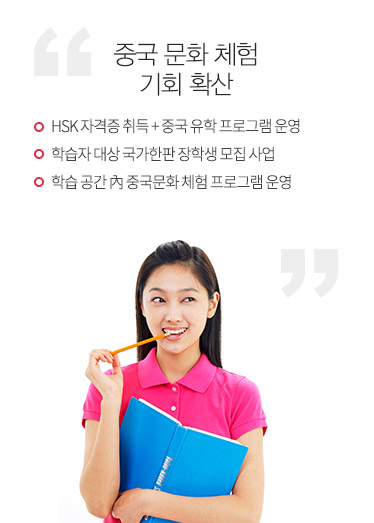 중국 문화 체험
기회 확산
HSK 자격증 취득 + 중국 유학 프로그램 운영
학습자 대상 국가한판 장학생 모집 사업
학습 공간 內 중국문화 체험 프로그램 운영